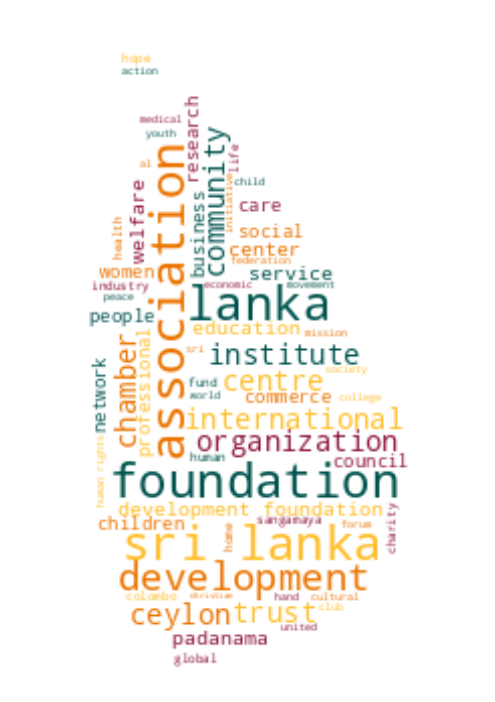 hope
action
research
medical
youth
community
association
life
al
child
welfare
business
initiative
care
health
social
center
federation
women
service
industry
economic
movement
peace
lanka
people
education
mission
chamber
professional
sri
institute
society
network
fund
centre
world
commerce
college
international
organization
human rights
human
council
foundation
development foundation
children
sangamaya
forum
charity
home
sri lanka
development
colombo
christian
hand
cultural
ceylon
trust
club
united
padanama
global